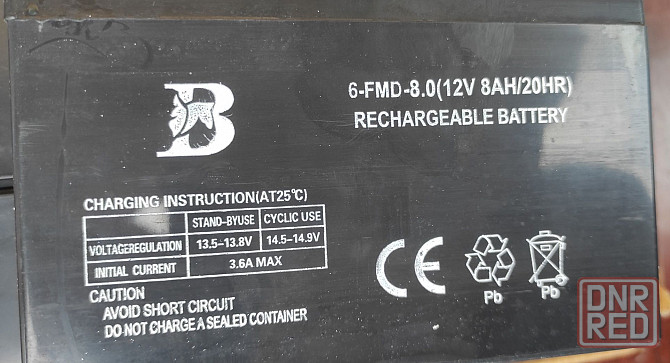 B
6-FMD-8.0(12V 8AH/20HR)
RECHARGEABLE BATTERY
CHARGING INSTRUCTION(AT25℃)
STAND-BYUSE CYCLIC USE
VOLTAGEREGULATION 13.5-13.8V 14.5-14.9V
INITIAL CURRENT 3.6A MAX
CAUTION
AVOID SHORT CIRCUIT
DO NOT CHARGE A SEALED CONTAINER
CE
Pb Pb
DNR
RED